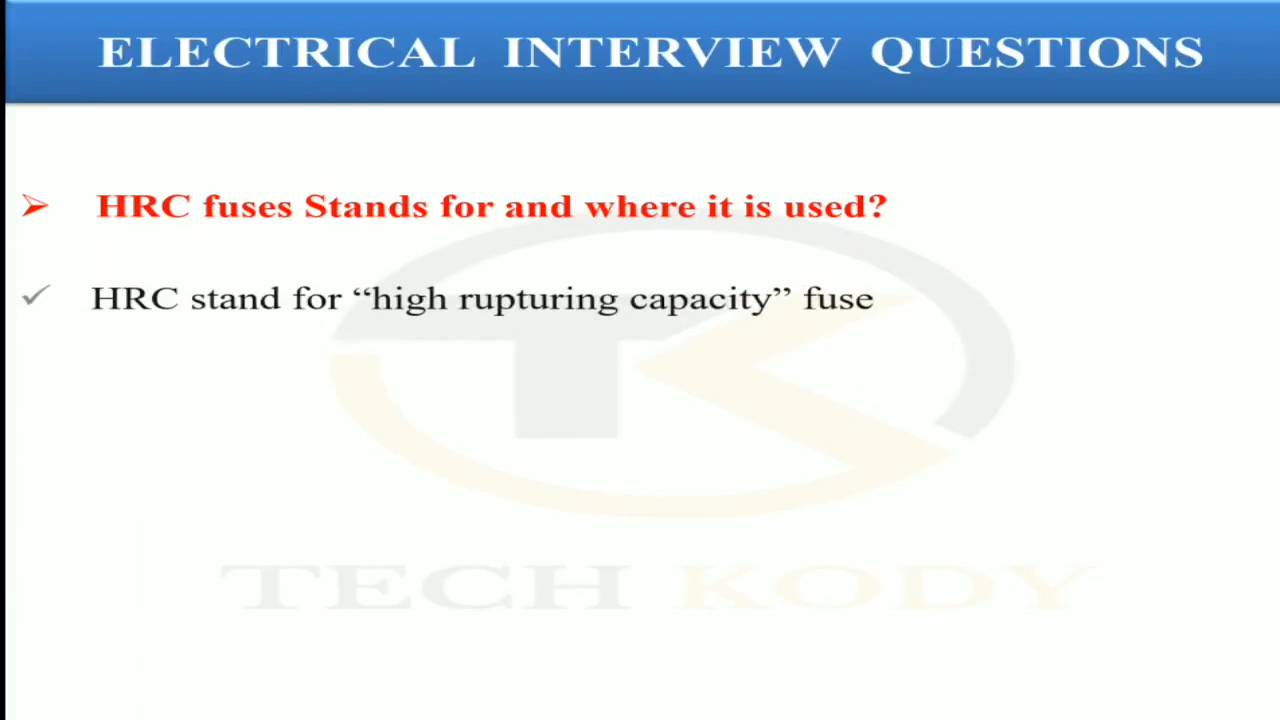 ELECTRICAL INTERVIEW QUESTIONS
➢ HRC fuses Stands for and where it is used?
✓ HRC stand for “high rupturing capacity” fuse
TECH KODY